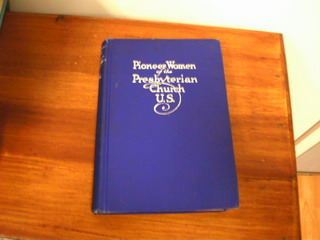 Pioneer Women
of the
Presbyterian
Church
U.S.